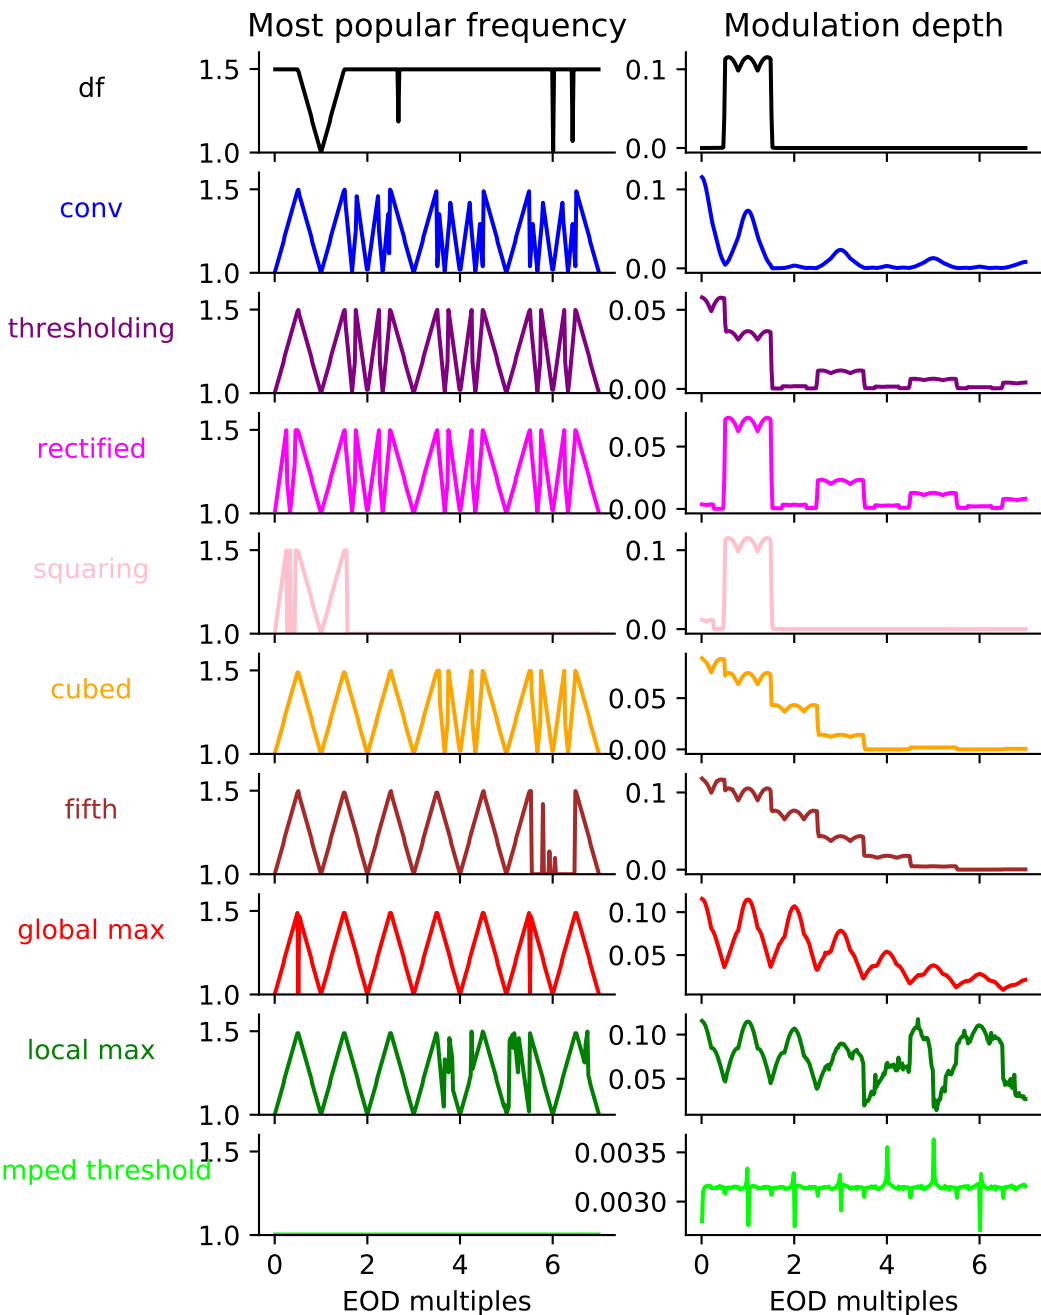 Most popular frequency Modulation depth
df 1.5 1.0 0.1 0.0
conv 1.5 1.0 0.1 0.0
thresholding 1.5 1.0 0.05 0.00
rectified 1.5 1.0 0.05 0.00
squaring 1.5 1.0 0.1 0.0
cubed 1.5 1.0 0.05 0.00
fifth 1.5 1.0 0.1 0.0
global max 1.5 1.0 0.10 0.05
local max 1.5 1.0 0.10 0.05
mped threshold 1.5 1.0 0.0035 0.0030
0 2 4 6 0 2 4 6
EOD multiples EOD multiples